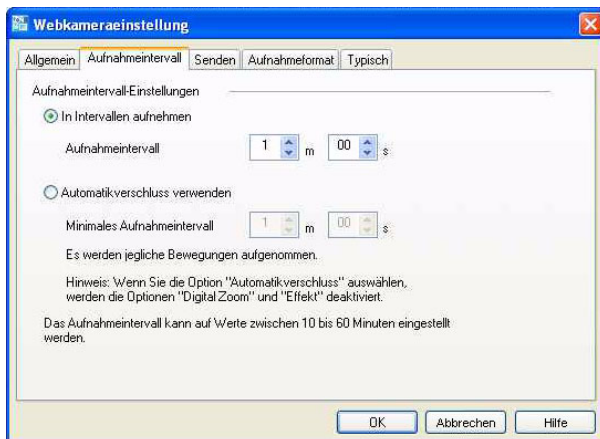 Webkameraeinstellung
Allgemein Aufnahmeintervall Senden Aufnahmeformat Typisch
Aufnahmeintervall-Einstellungen
In Intervallen aufnehmen
Aufnahmeintervall 1 m 00 s
Automatikverschluss verwenden
Minimales Aufnahmeintervall 1 m 00 s
Es werden jegliche Bewegungen aufgenommen.
Hinweis: Wenn Sie die Option "Automatikverschluss" auswählen,
werden die Optionen "Digital Zoom" und "Effekt" deaktiviert.
Das Aufnahmeintervall kann auf Werte zwischen 10 bis 60 Minuten eingestellt
werden.
OK Abbrechen Hilfe